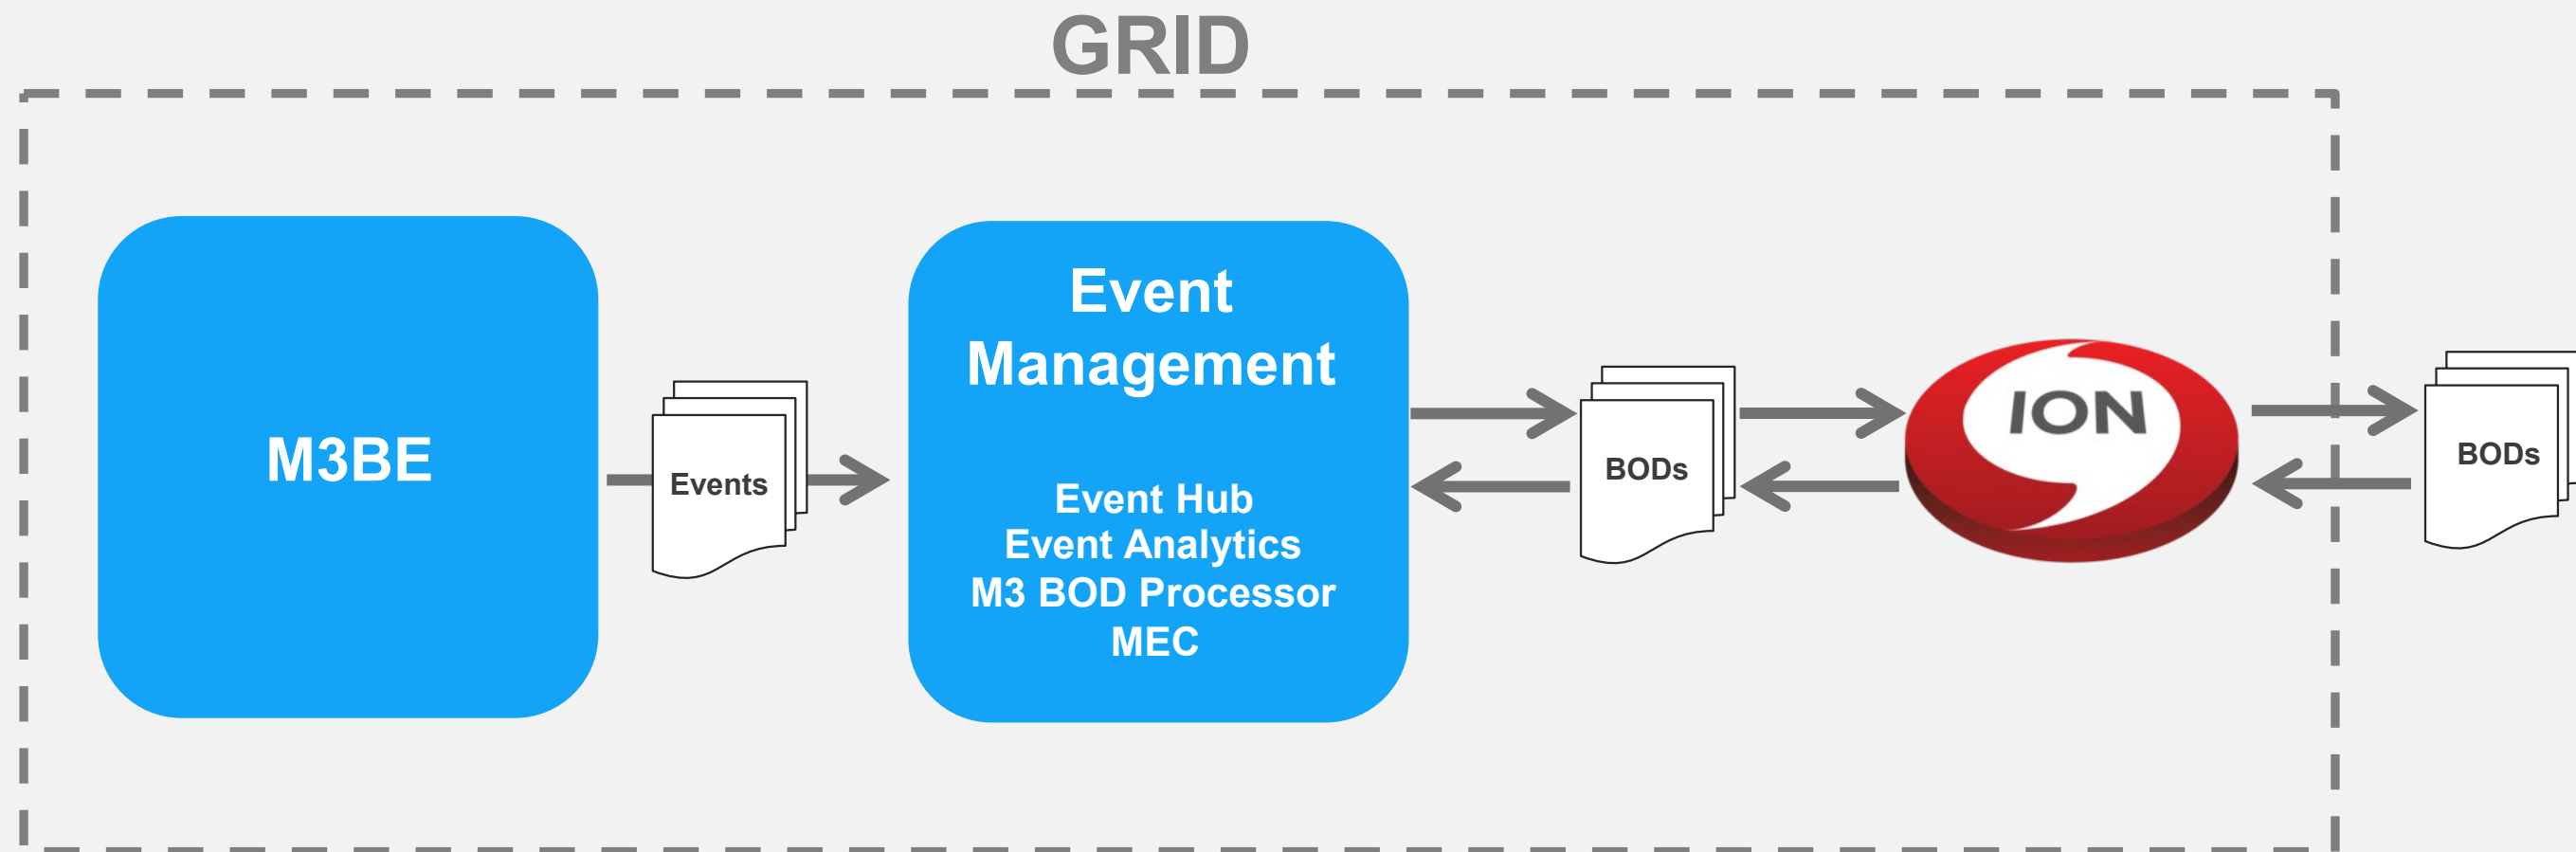 GRID
M3BE
Events
Event
Management
Event Hub
Event Analytics
M3 BOD Processor
MEC
BODs
ION
BODs